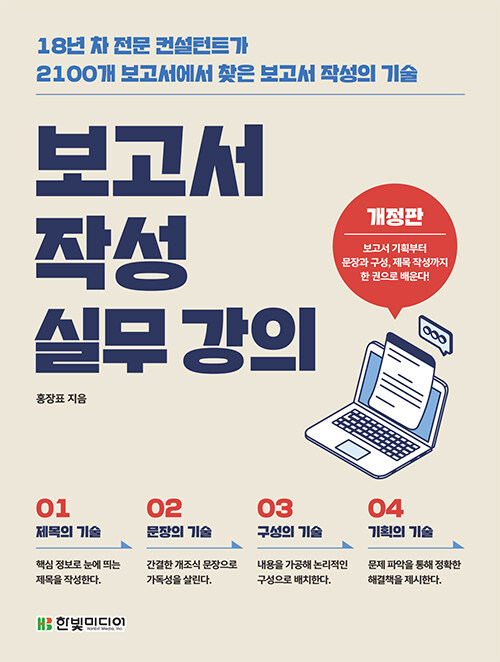 18년 차 전문 컨설턴트가
2100개 보고서에서 찾은 보고서 작성의 기술
보고서
작성
실무 강의
개정판
보고서 기획부터
문장과 구성, 제목 작성까지
한 권으로 배운다!
홍장표 지음
01
제목의 기술
핵심 정보로 눈에 띄는
제목을 작성한다.
02
문장의 기술
간결한 개조식 문장으로
가독성을 살린다.
03
구성의 기술
내용을 가공해 논리적인
구성으로 배치한다.
04
기획의 기술
문제 파악을 통해 정확한
해결책을 제시한다.
HB 한빛미디어
Hanbit Media, Inc.